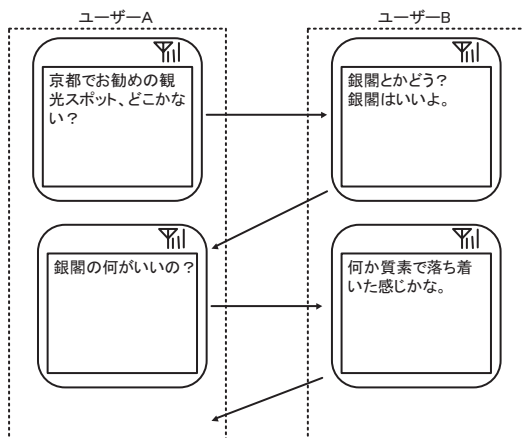 ユーザーA
ユーザーB
京都でお勧めの観
光スポット、どこかな
い？
銀閣とかどう？
銀閣はいいよ。
銀閣の何がいいの？
何か質素で落ち着
いた感じかな。